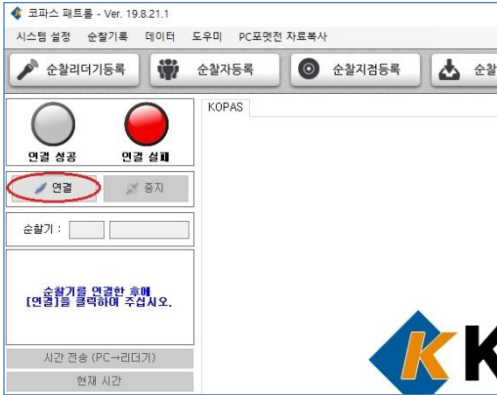 코파스 패트롤 - Ver. 19.8.21.1
시스템 설정 순찰기록 데이터 도우미 PC포맷전 자료복사
순찰리더기등록 순찰자등록 순찰지점등록 순찰
KOPAS
연결 성공 연결 실패
연결 중지
순찰기 :
순찰기를 연결한 후에
[연결]을 클릭하여 주십시오.
시간 전송 (PC→리더기)
현재 시간
K K